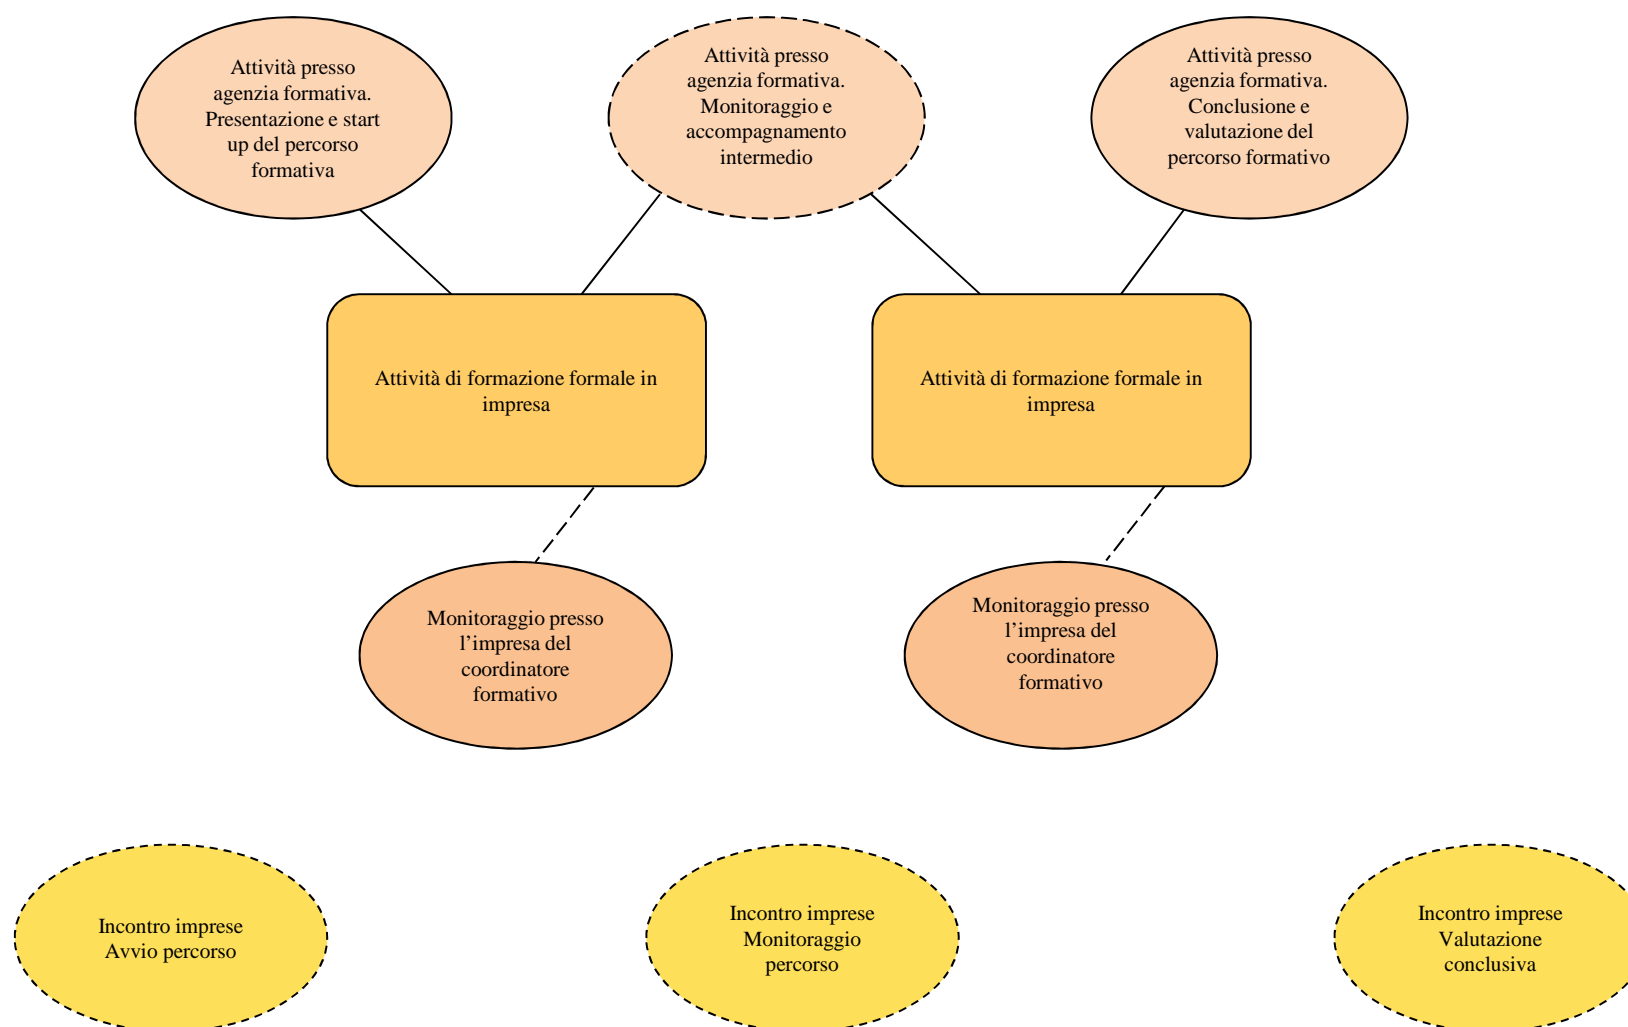 Attività presso
agenzia formativa.
Presentazione e start
up del percorso
formativa
Attività presso
agenzia formativa.
Monitoraggio e
accompagnamento
intermedio
Attività presso
agenzia formativa.
Conclusione e
valutazione del
percorso formativo
Attività di formazione formale in
impresa
Attività di formazione formale in
impresa
Monitoraggio presso
l’impresa del
coordinatore
formativo
Monitoraggio presso
l’impresa del
coordinatore
formativo
Incontro imprese
Avvio percorso
Incontro imprese
Monitoraggio
percorso
Incontro imprese
Valutazione
conclusiva